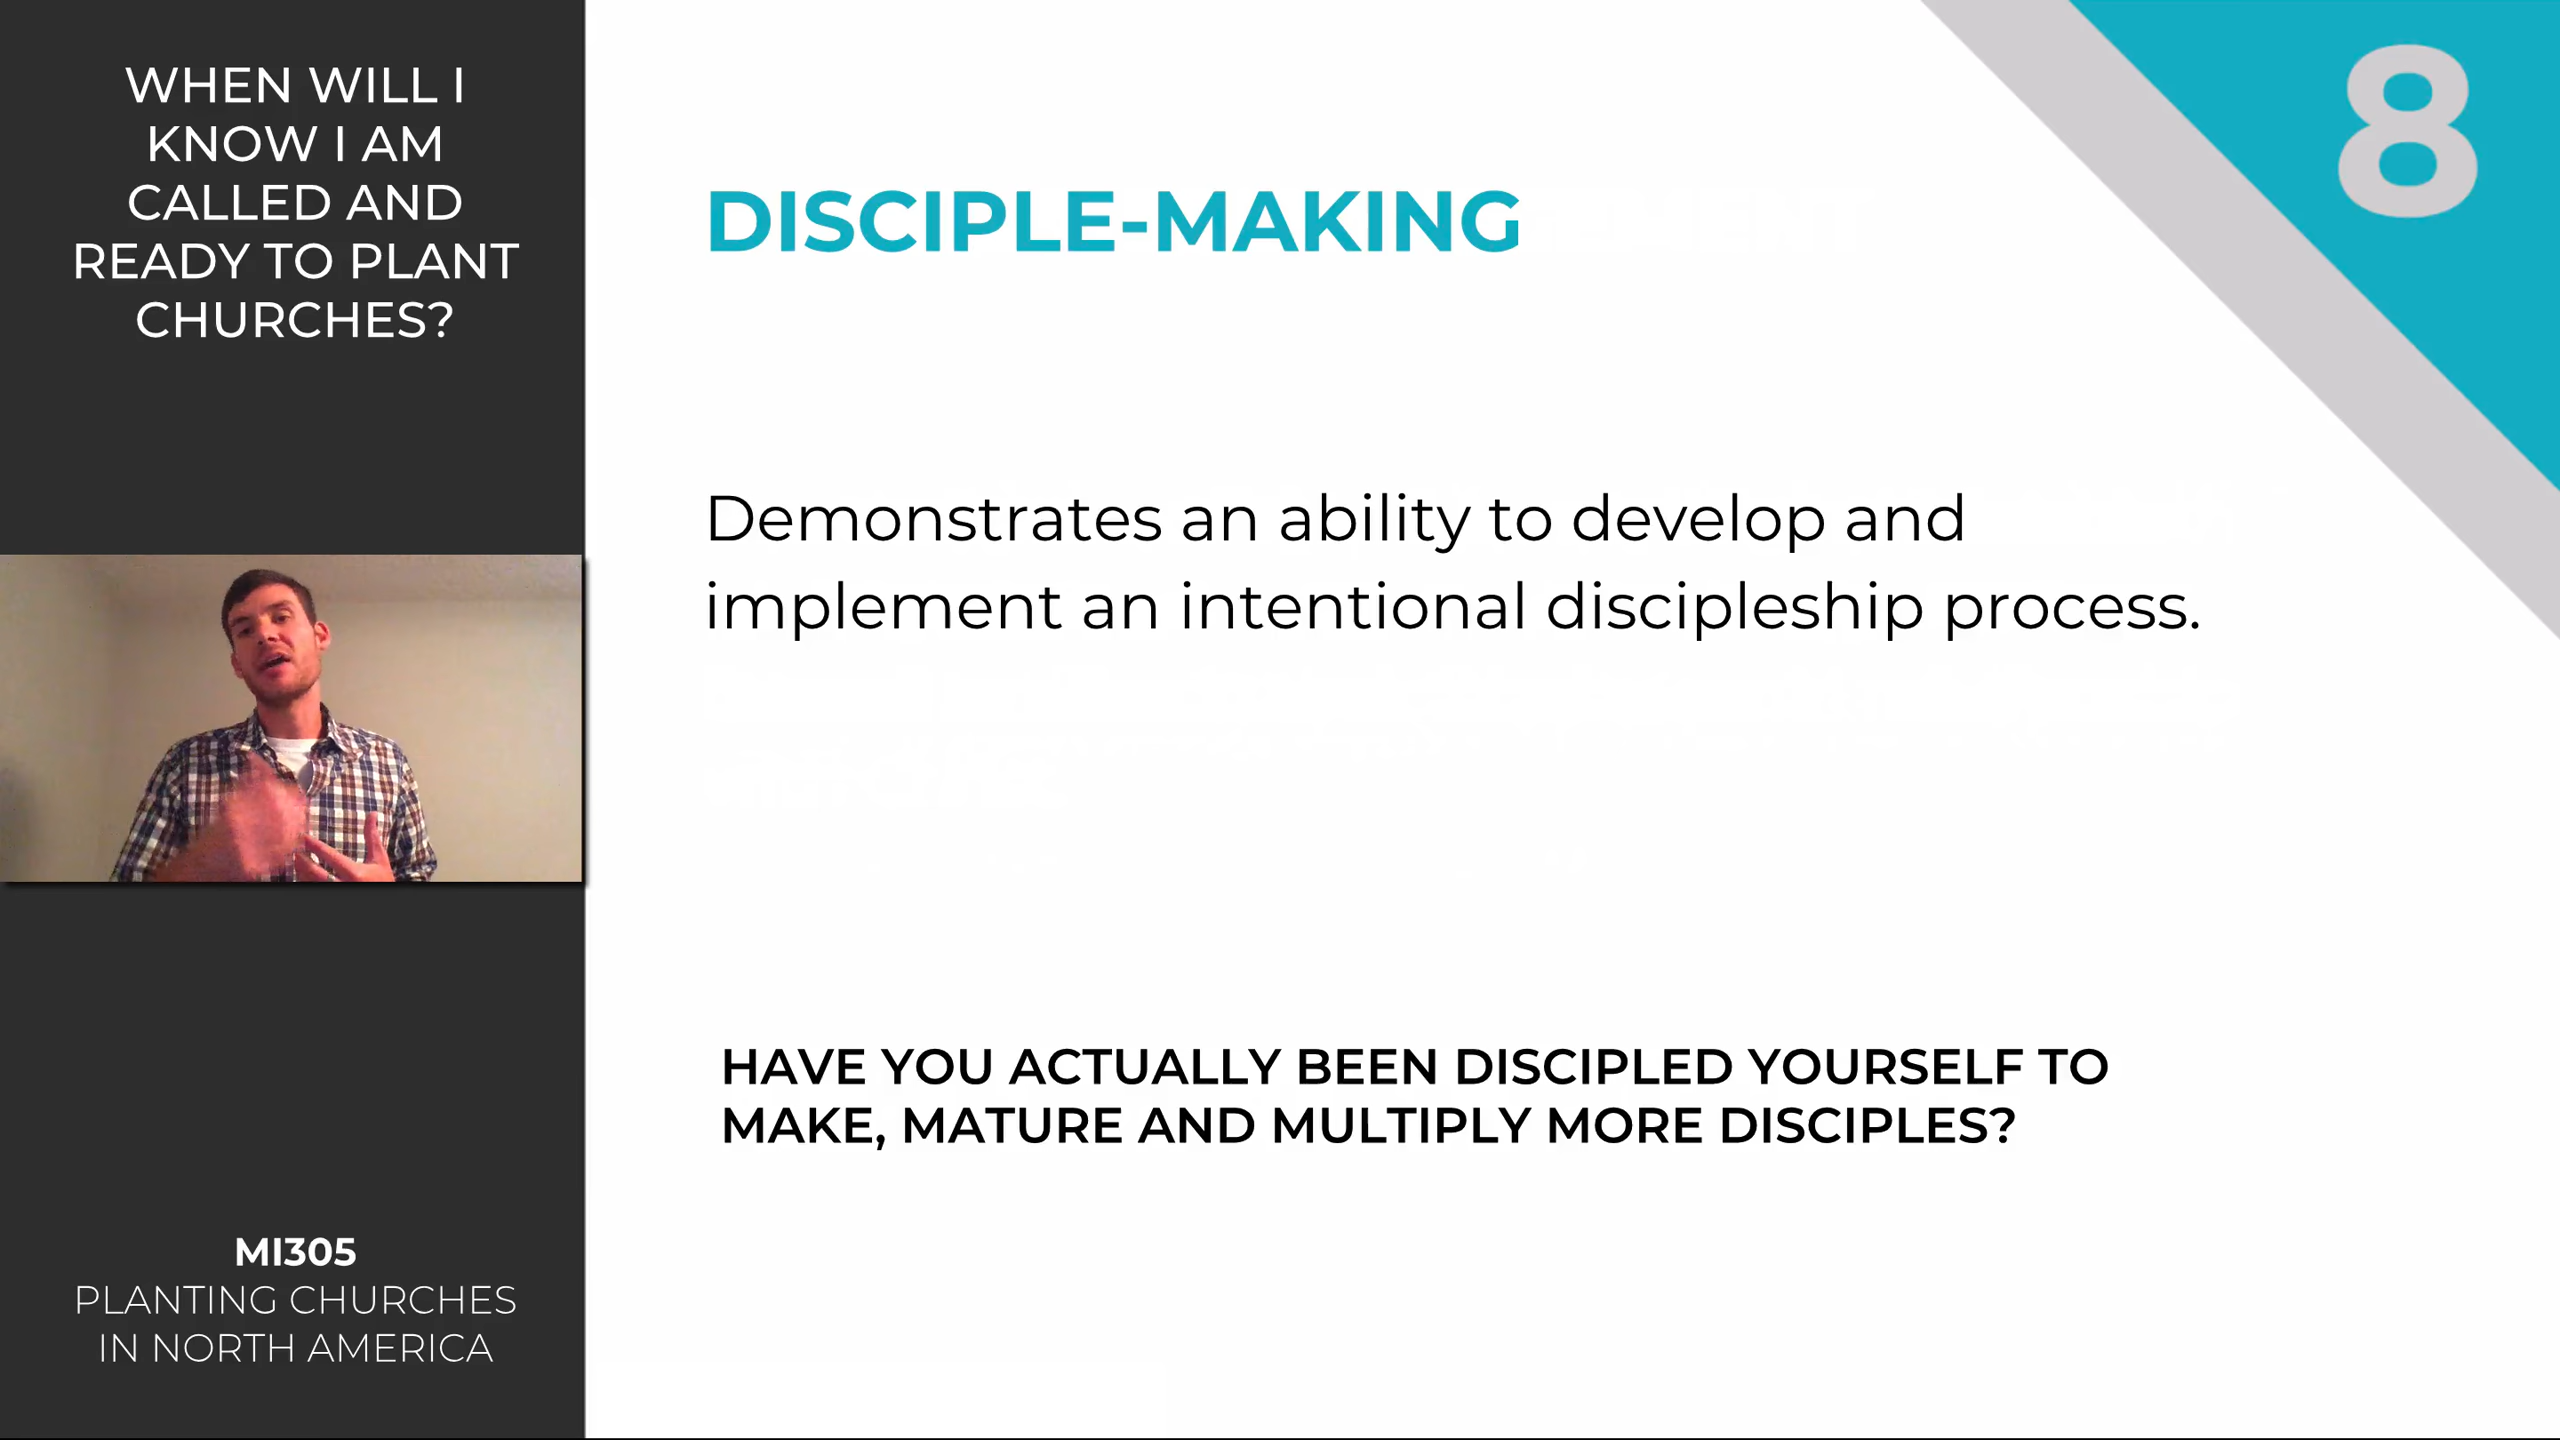 WHEN WILL I
KNOW I AM
CALLED AND
READY TO PLANT
CHURCHES?
MI305
PLANTING CHURCHES
IN NORTH AMERICA
8
DISCIPLE-MAKING
Demonstrates an ability to develop and
implement an intentional discipleship process.
HAVE YOU ACTUALLY BEEN DISCIPLED YOURSELF TO
MAKE, MATURE AND MULTIPLY MORE DISCIPLES?